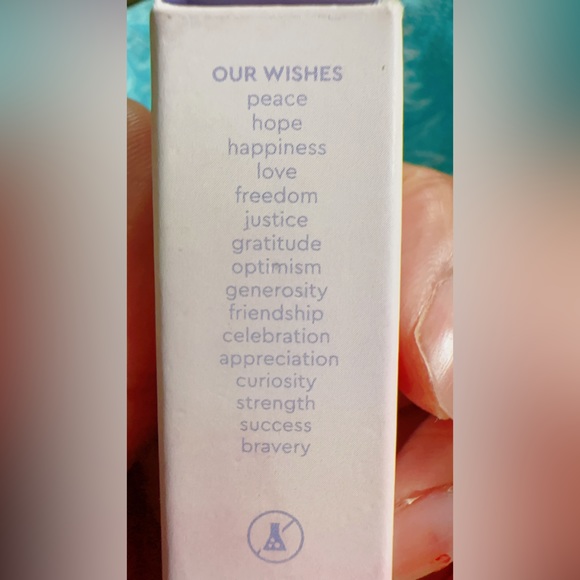 OUR WISHES
peace
hope
happiness
love
freedom
justice
gratitude
optimism
generosity
friendship
celebration
appreciation
curiosity
strength
success
bravery